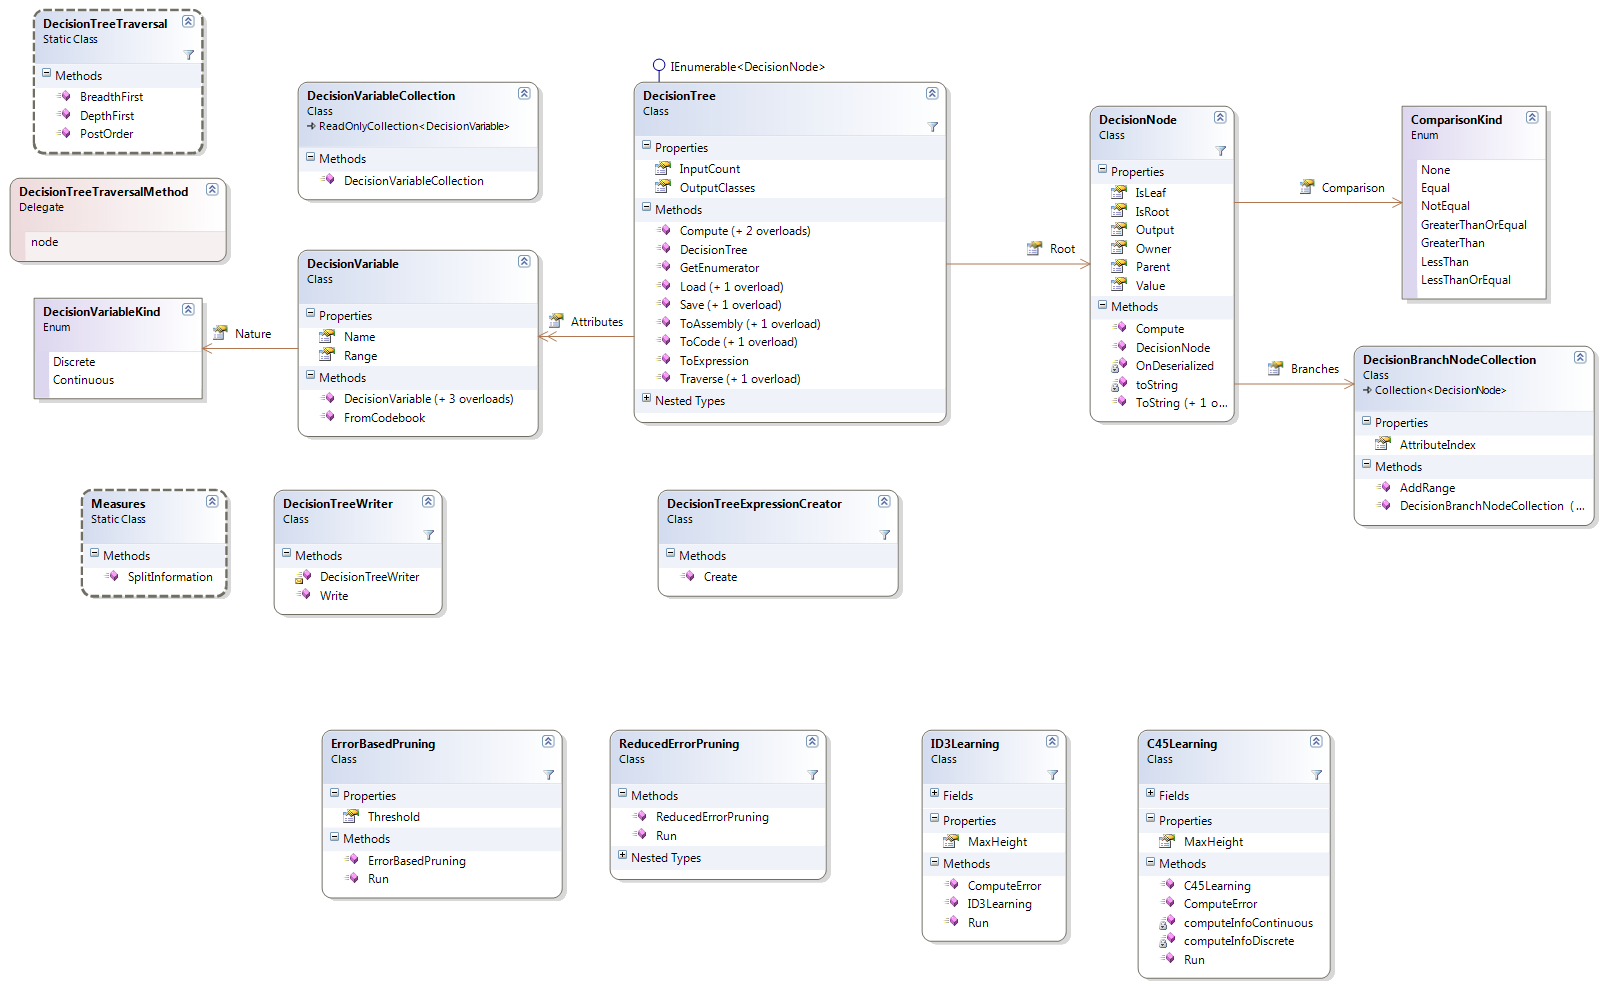 DecisionTreeTraversal
Static Class
Methods
BreadthFirst
DepthFirst
PostOrder
DecisionTreeTraversalMethod
Delegate
node
DecisionVariableKind
Enum
Discrete
Continuous
Nature
DecisionVariableCollection
Class
ReadOnlyCollection<DecisionVariable>
Methods
DecisionVariableCollection
DecisionVariable
Class
Properties
Name
Range
Methods
DecisionVariable (+ 3 overloads)
FromCodebook
Attributes
IEnumerable<DecisionNode>
DecisionTree
Class
Properties
InputCount
OutputClasses
Methods
Compute (+ 2 overloads)
DecisionTree
GetEnumerator
Load (+ 1 overload)
Save (+ 1 overload)
ToAssembly (+ 1 overload)
ToCode (+ 1 overload)
ToExpression
Traverse (+ 1 overload)
Nested Types
Root
DecisionNode
Class
Properties
IsLeaf
IsRoot
Output
Owner
Parent
Value
Methods
Compute
DecisionNode
OnDeserialized
toString
ToString (+ 1 o...
Comparison
ComparisonKind
Enum
None
Equal
NotEqual
GreaterThanOrEqual
GreaterThan
LessThan
LessThanOrEqual
Branches
DecisionBranchNodeCollection
Class
Collection<DecisionNode>
Properties
AttributeIndex
Methods
AddRange
DecisionBranchNodeCollection (...
Measures
Static Class
Methods
SplitInformation
DecisionTreeWriter
Class
Methods
DecisionTreeWriter
Write
DecisionTreeExpressionCreator
Class
Methods
Create
ErrorBasedPruning
Class
Properties
Threshold
Methods
ErrorBasedPruning
Run
ReducedErrorPruning
Class
Methods
ReducedErrorPruning
Run
Nested Types
ID3Learning
Class
Fields
Properties
MaxHeight
Methods
ComputeError
ID3Learning
Run
C45Learning
Class
Fields
Properties
MaxHeight
Methods
C45Learning
ComputeError
computeInfoContinuous
computeInfoDiscrete
Run